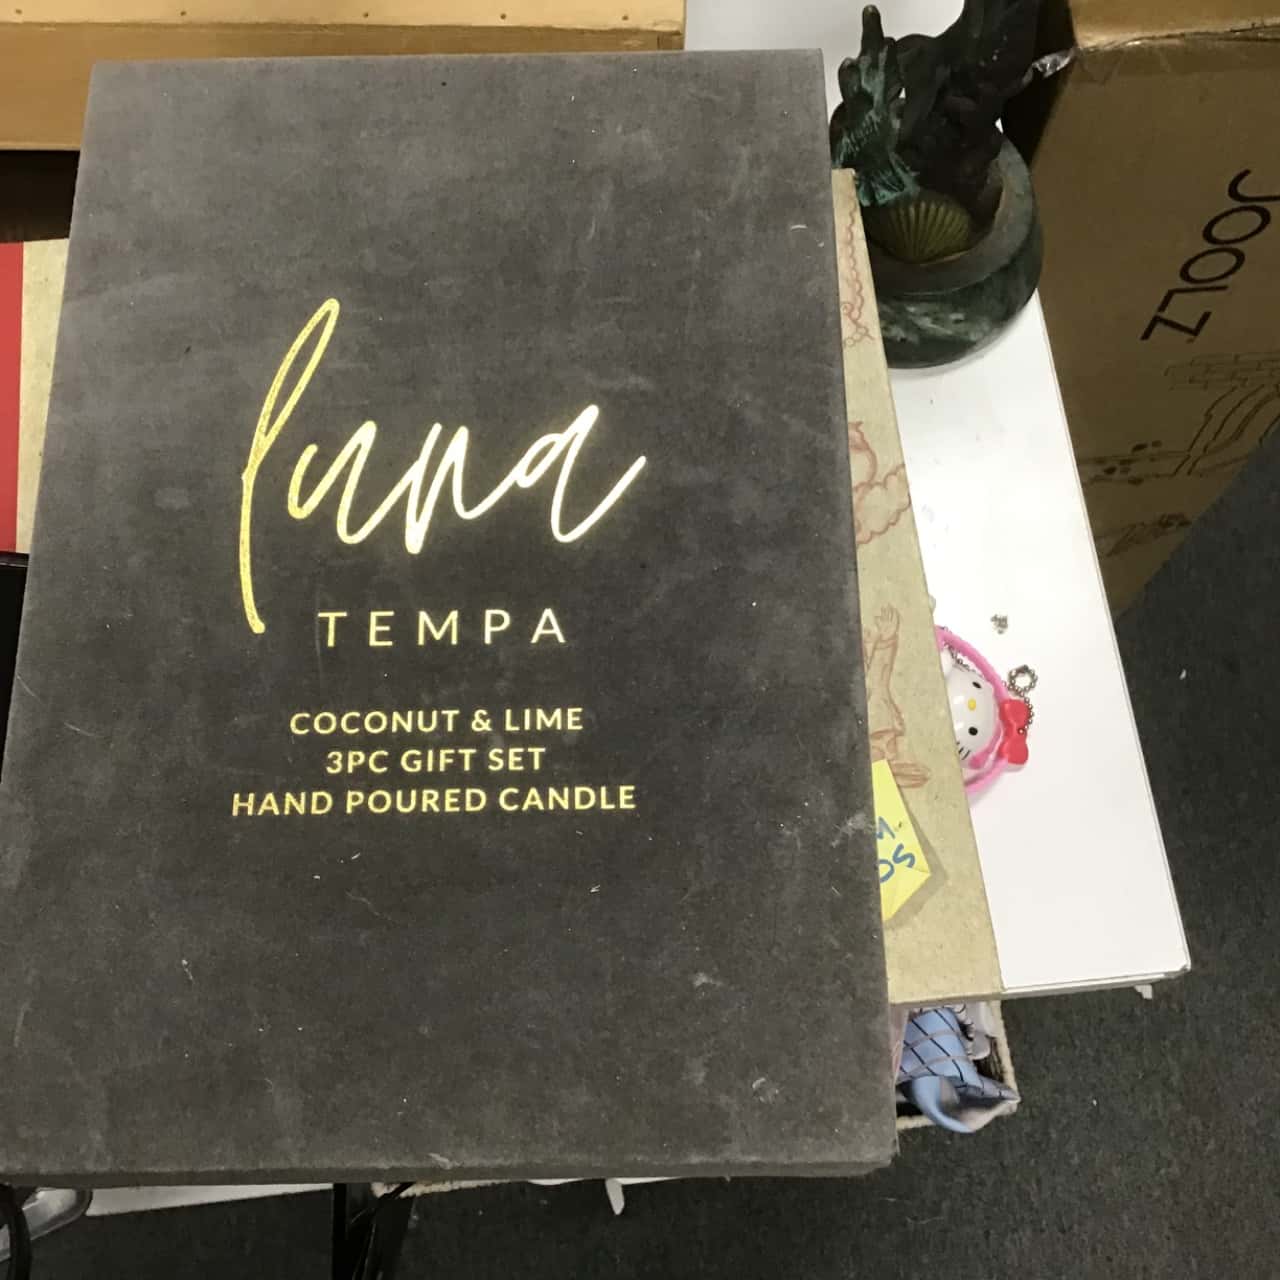 luna
TEMPA
COCONUT & LIME
3PC GIFT SET
HAND POURED CANDLE
JOOLZ